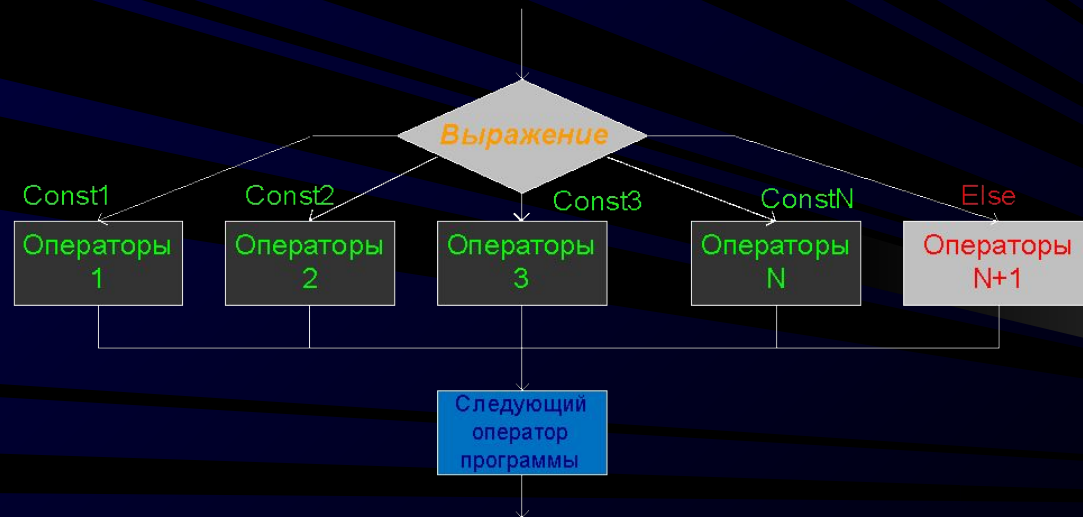 Выражение
Const1
Const2
Const3
ConstN
Else
Операторы
1
Операторы
2
Операторы
3
Операторы
N
Операторы
N+1
Следующий
оператор
программы